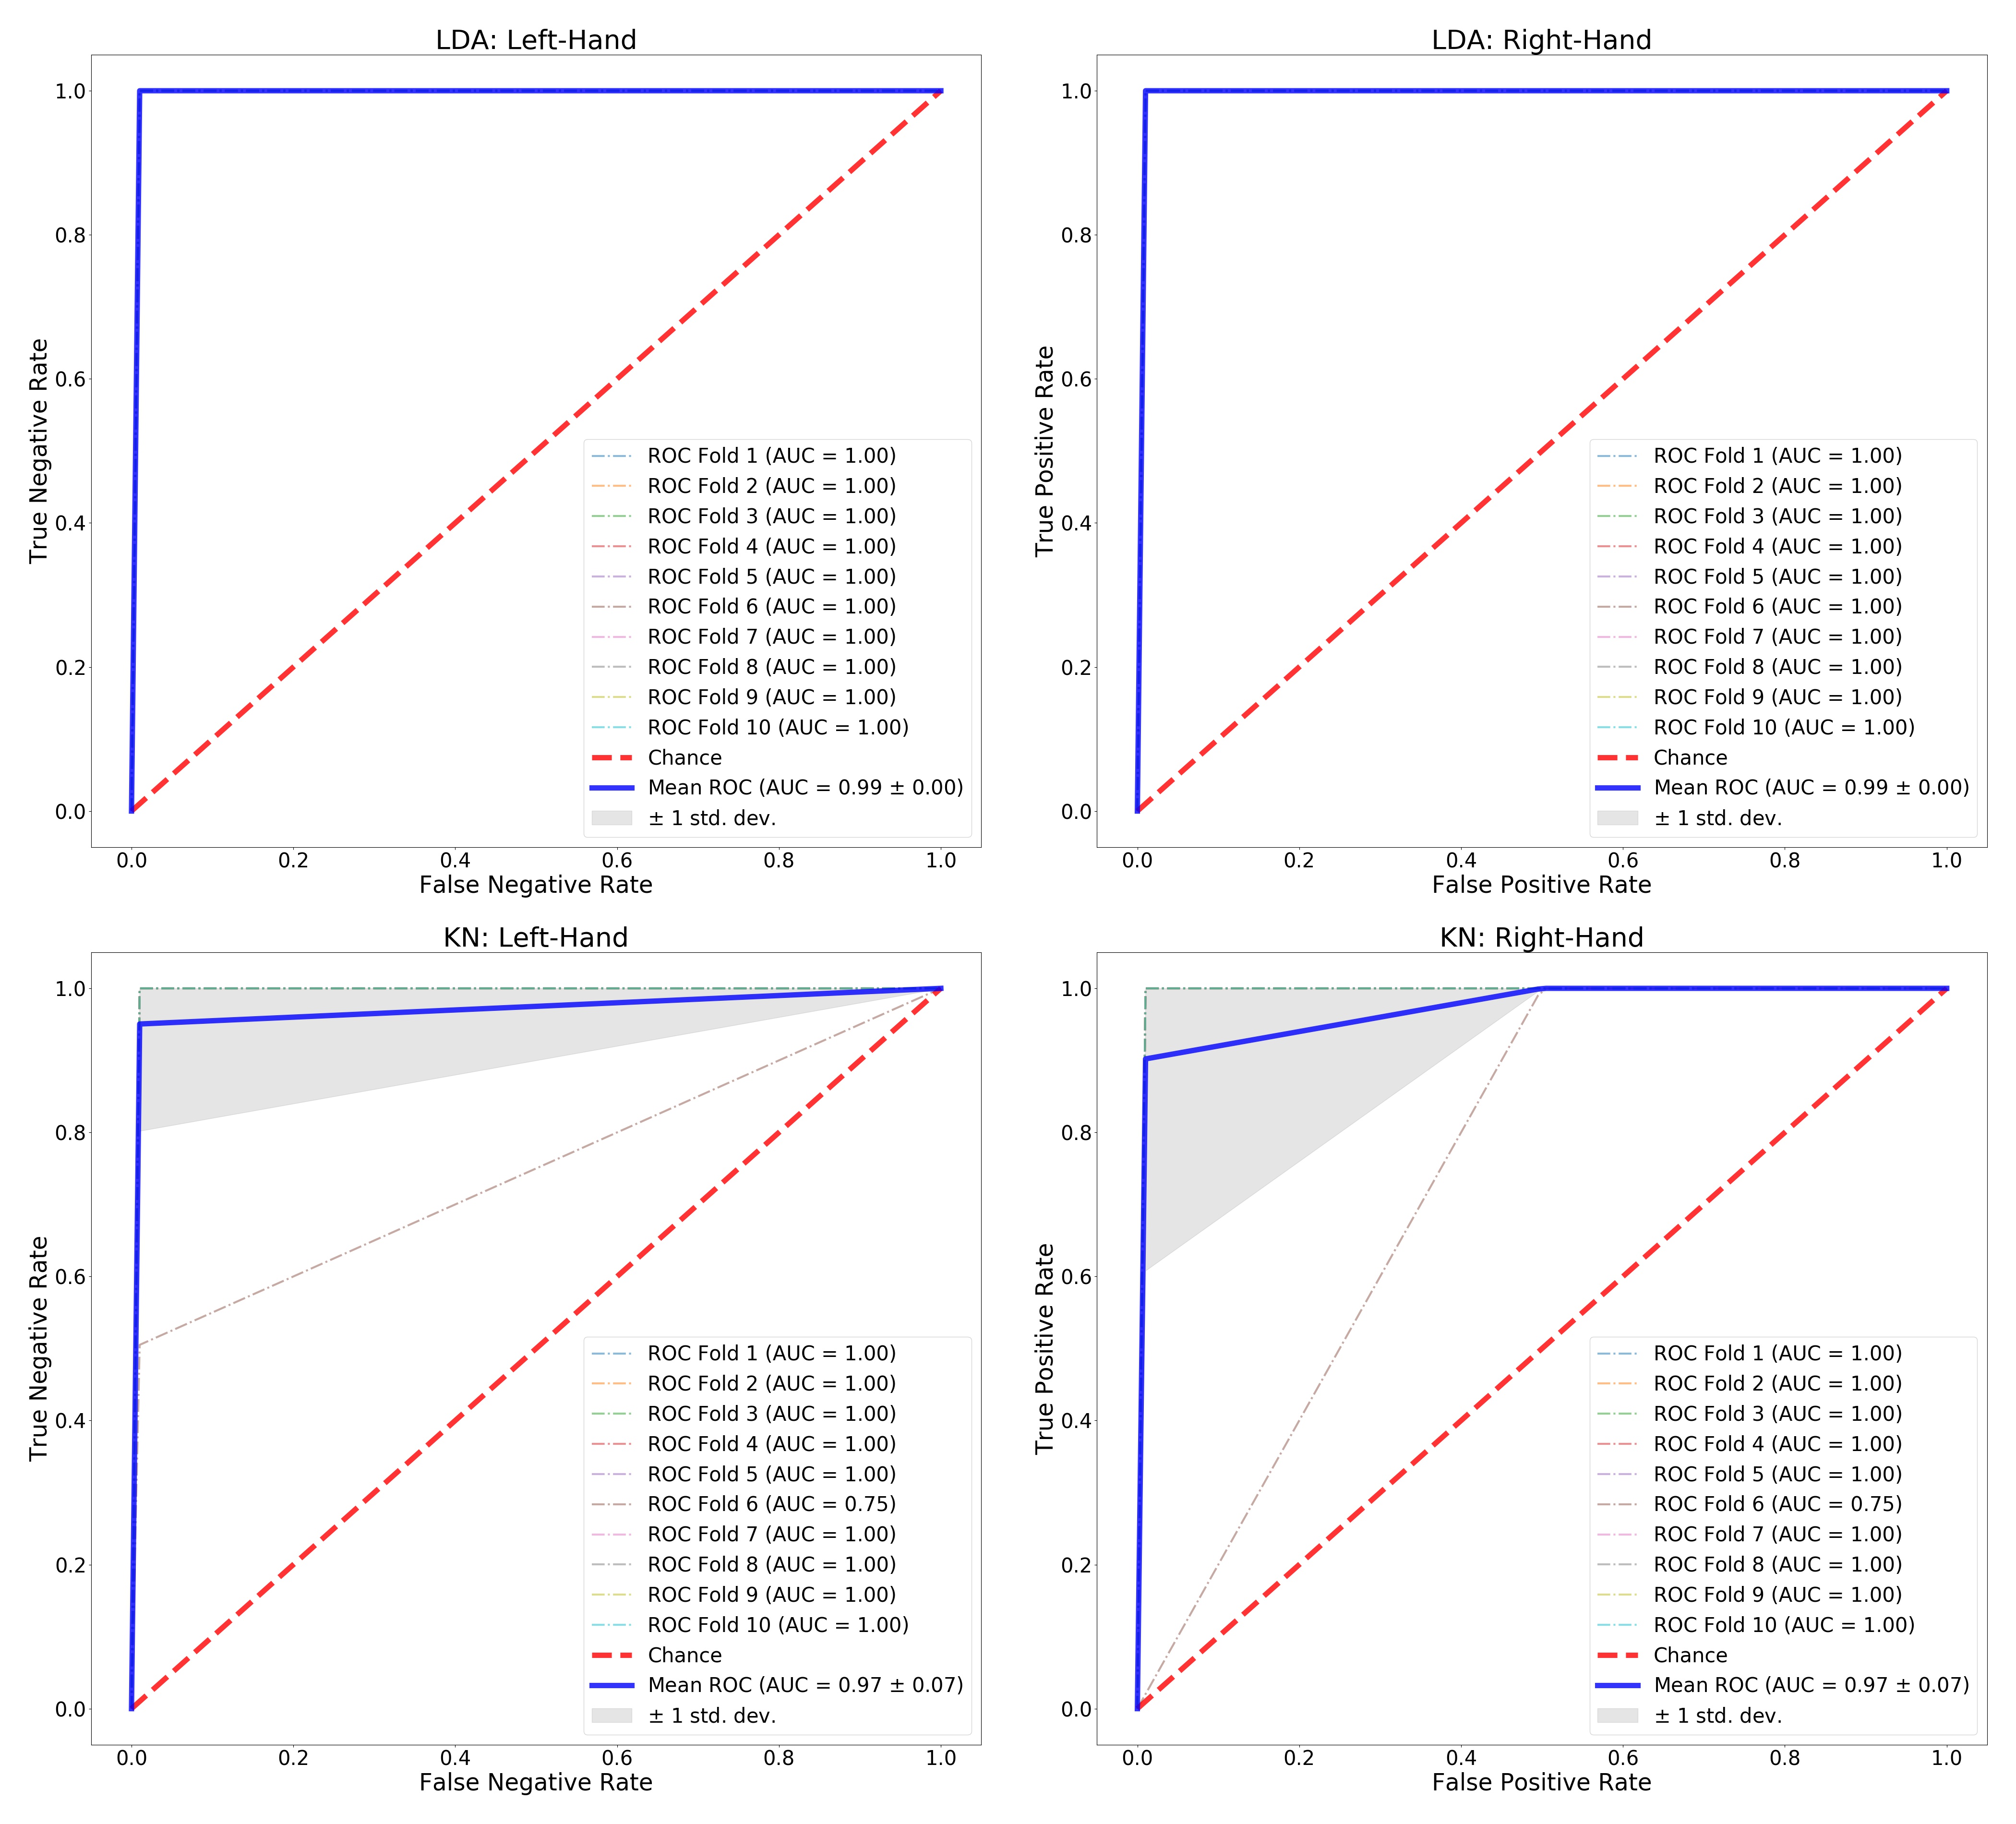 LDA: Left-Hand
1.0
0.8
0.6
0.4
0.2
0.0
True Negative Rate
ROC Fold 1 (AUC = 1.00)
ROC Fold 2 (AUC = 1.00)
ROC Fold 3 (AUC = 1.00)
ROC Fold 4 (AUC = 1.00)
ROC Fold 5 (AUC = 1.00)
ROC Fold 6 (AUC = 1.00)
ROC Fold 7 (AUC = 1.00)
ROC Fold 8 (AUC = 1.00)
ROC Fold 9 (AUC = 1.00)
ROC Fold 10 (AUC = 1.00)
Chance
Mean ROC (AUC = 0.99 ± 0.00)
± 1 std. dev.
0.0 0.2 0.4 0.6 0.8 1.0
False Negative Rate
LDA: Right-Hand
1.0
0.8
0.6
0.4
0.2
0.0
True Positive Rate
ROC Fold 1 (AUC = 1.00)
ROC Fold 2 (AUC = 1.00)
ROC Fold 3 (AUC = 1.00)
ROC Fold 4 (AUC = 1.00)
ROC Fold 5 (AUC = 1.00)
ROC Fold 6 (AUC = 1.00)
ROC Fold 7 (AUC = 1.00)
ROC Fold 8 (AUC = 1.00)
ROC Fold 9 (AUC = 1.00)
ROC Fold 10 (AUC = 1.00)
Chance
Mean ROC (AUC = 0.99 ± 0.00)
± 1 std. dev.
0.0 0.2 0.4 0.6 0.8 1.0
False Positive Rate
KN: Left-Hand
1.0
0.8
0.6
0.4
0.2
0.0
True Negative Rate
ROC Fold 1 (AUC = 1.00)
ROC Fold 2 (AUC = 1.00)
ROC Fold 3 (AUC = 1.00)
ROC Fold 4 (AUC = 1.00)
ROC Fold 5 (AUC = 1.00)
ROC Fold 6 (AUC = 0.75)
ROC Fold 7 (AUC = 1.00)
ROC Fold 8 (AUC = 1.00)
ROC Fold 9 (AUC = 1.00)
ROC Fold 10 (AUC = 1.00)
Chance
Mean ROC (AUC = 0.97 ± 0.07)
± 1 std. dev.
0.0 0.2 0.4 0.6 0.8 1.0
False Negative Rate
KN: Right-Hand
1.0
0.8
0.6
0.4
0.2
0.0
True Positive Rate
ROC Fold 1 (AUC = 1.00)
ROC Fold 2 (AUC = 1.00)
ROC Fold 3 (AUC = 1.00)
ROC Fold 4 (AUC = 1.00)
ROC Fold 5 (AUC = 1.00)
ROC Fold 6 (AUC = 0.75)
ROC Fold 7 (AUC = 1.00)
ROC Fold 8 (AUC = 1.00)
ROC Fold 9 (AUC = 1.00)
ROC Fold 10 (AUC = 1.00)
Chance
Mean ROC (AUC = 0.97 ± 0.07)
± 1 std. dev.
0.0 0.2 0.4 0.6 0.8 1.0
False Positive Rate